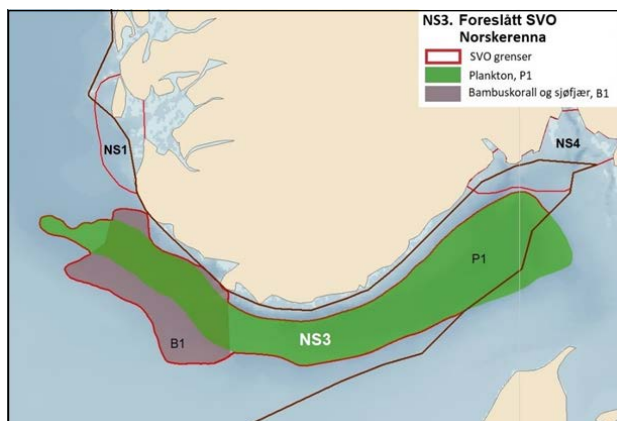 NS3. Foreslått SVO
Norskerenna
SVO grenser
Plankton, P1
Bambuskorall og sjøfjær, B1
NS1
NS4
P1
NS3
B1